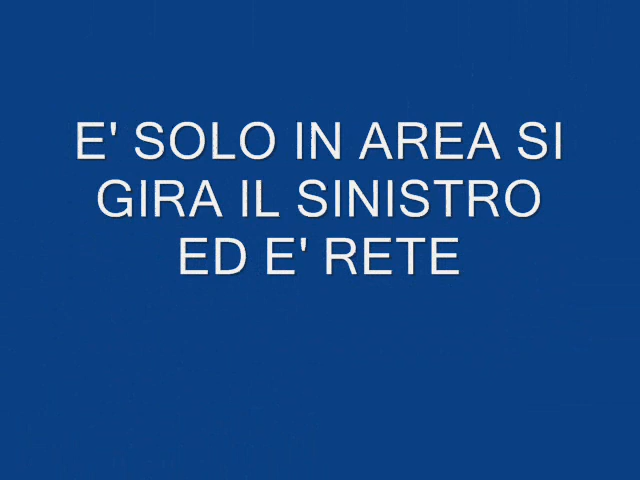 E' SOLO IN AREA SI
GIRA IL SINISTRO
ED E' RETE